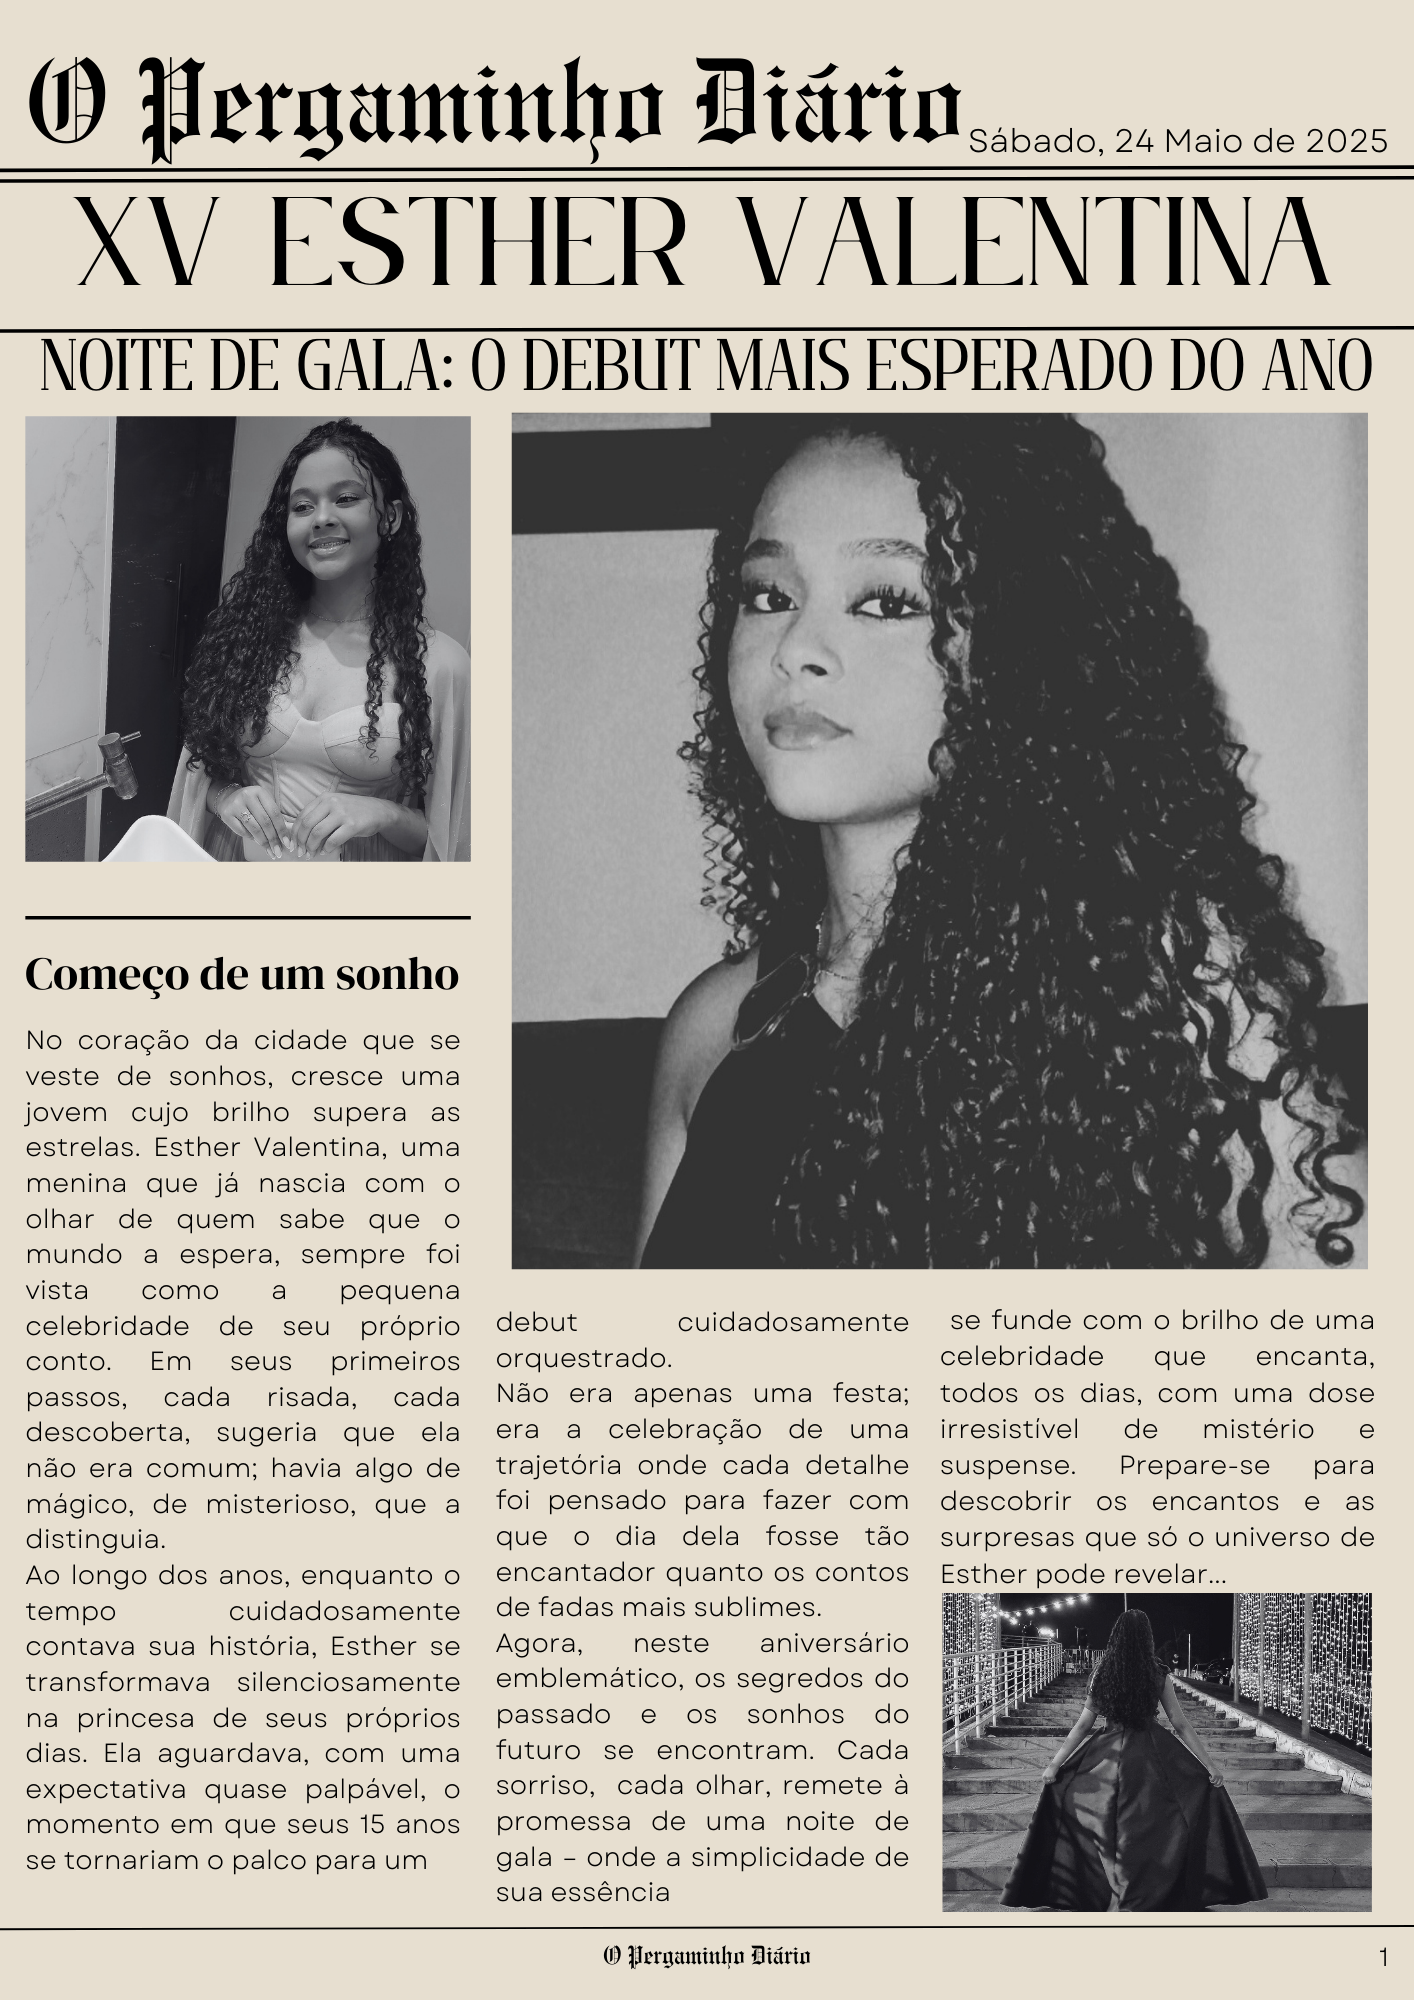 O Pergaminho Diário
Sábado, 24 Maio de 2025
XV ESTHER VALENTINA
NOITE DE GALA: O DEBUT MAIS ESPERADO DO ANO
Começo de um sonho
No coração da cidade que se
veste de sonhos, cresce uma
jovem cujo brilho supera as
estrelas. Esther Valentina, uma
menina que já nascia com o
olhar de quem sabe que o
mundo a espera, sempre foi
vista como a pequena
celebridade de seu próprio
conto. Em seus primeiros
passos, cada risada, cada
descoberta, sugeria que ela
não era comum; havia algo de
mágico, de misterioso, que a
distinguia.
Ao longo dos anos, enquanto o
tempo cuidadosamente
contava sua história, Esther se
transformava silenciosamente
na princesa de seus próprios
dias. Ela aguardava, com uma
expectativa quase palpável, o
momento em que seus 15 anos
se tornariam o palco para um
debut cuidadosamente
orquestrado.
Não era apenas uma festa;
era a celebração de uma
trajetória onde cada detalhe
foi pensado para fazer com
que o dia dela fosse tão
encantador quanto os contos
de fadas mais sublimes.
Agora, neste aniversário
emblemático, os segredos do
passado e os sonhos do
futuro se encontram. Cada
sorriso, cada olhar, remete à
promessa de uma noite de
gala – onde a simplicidade de
sua essência
se funde com o brilho de uma
celebridade que encanta,
todos os dias, com uma dose
irresistível de mistério e
suspense. Prepare-se para
descobrir os encantos e as
surpresas que só o universo de
Esther pode revelar...
O Pergaminho Diário
1